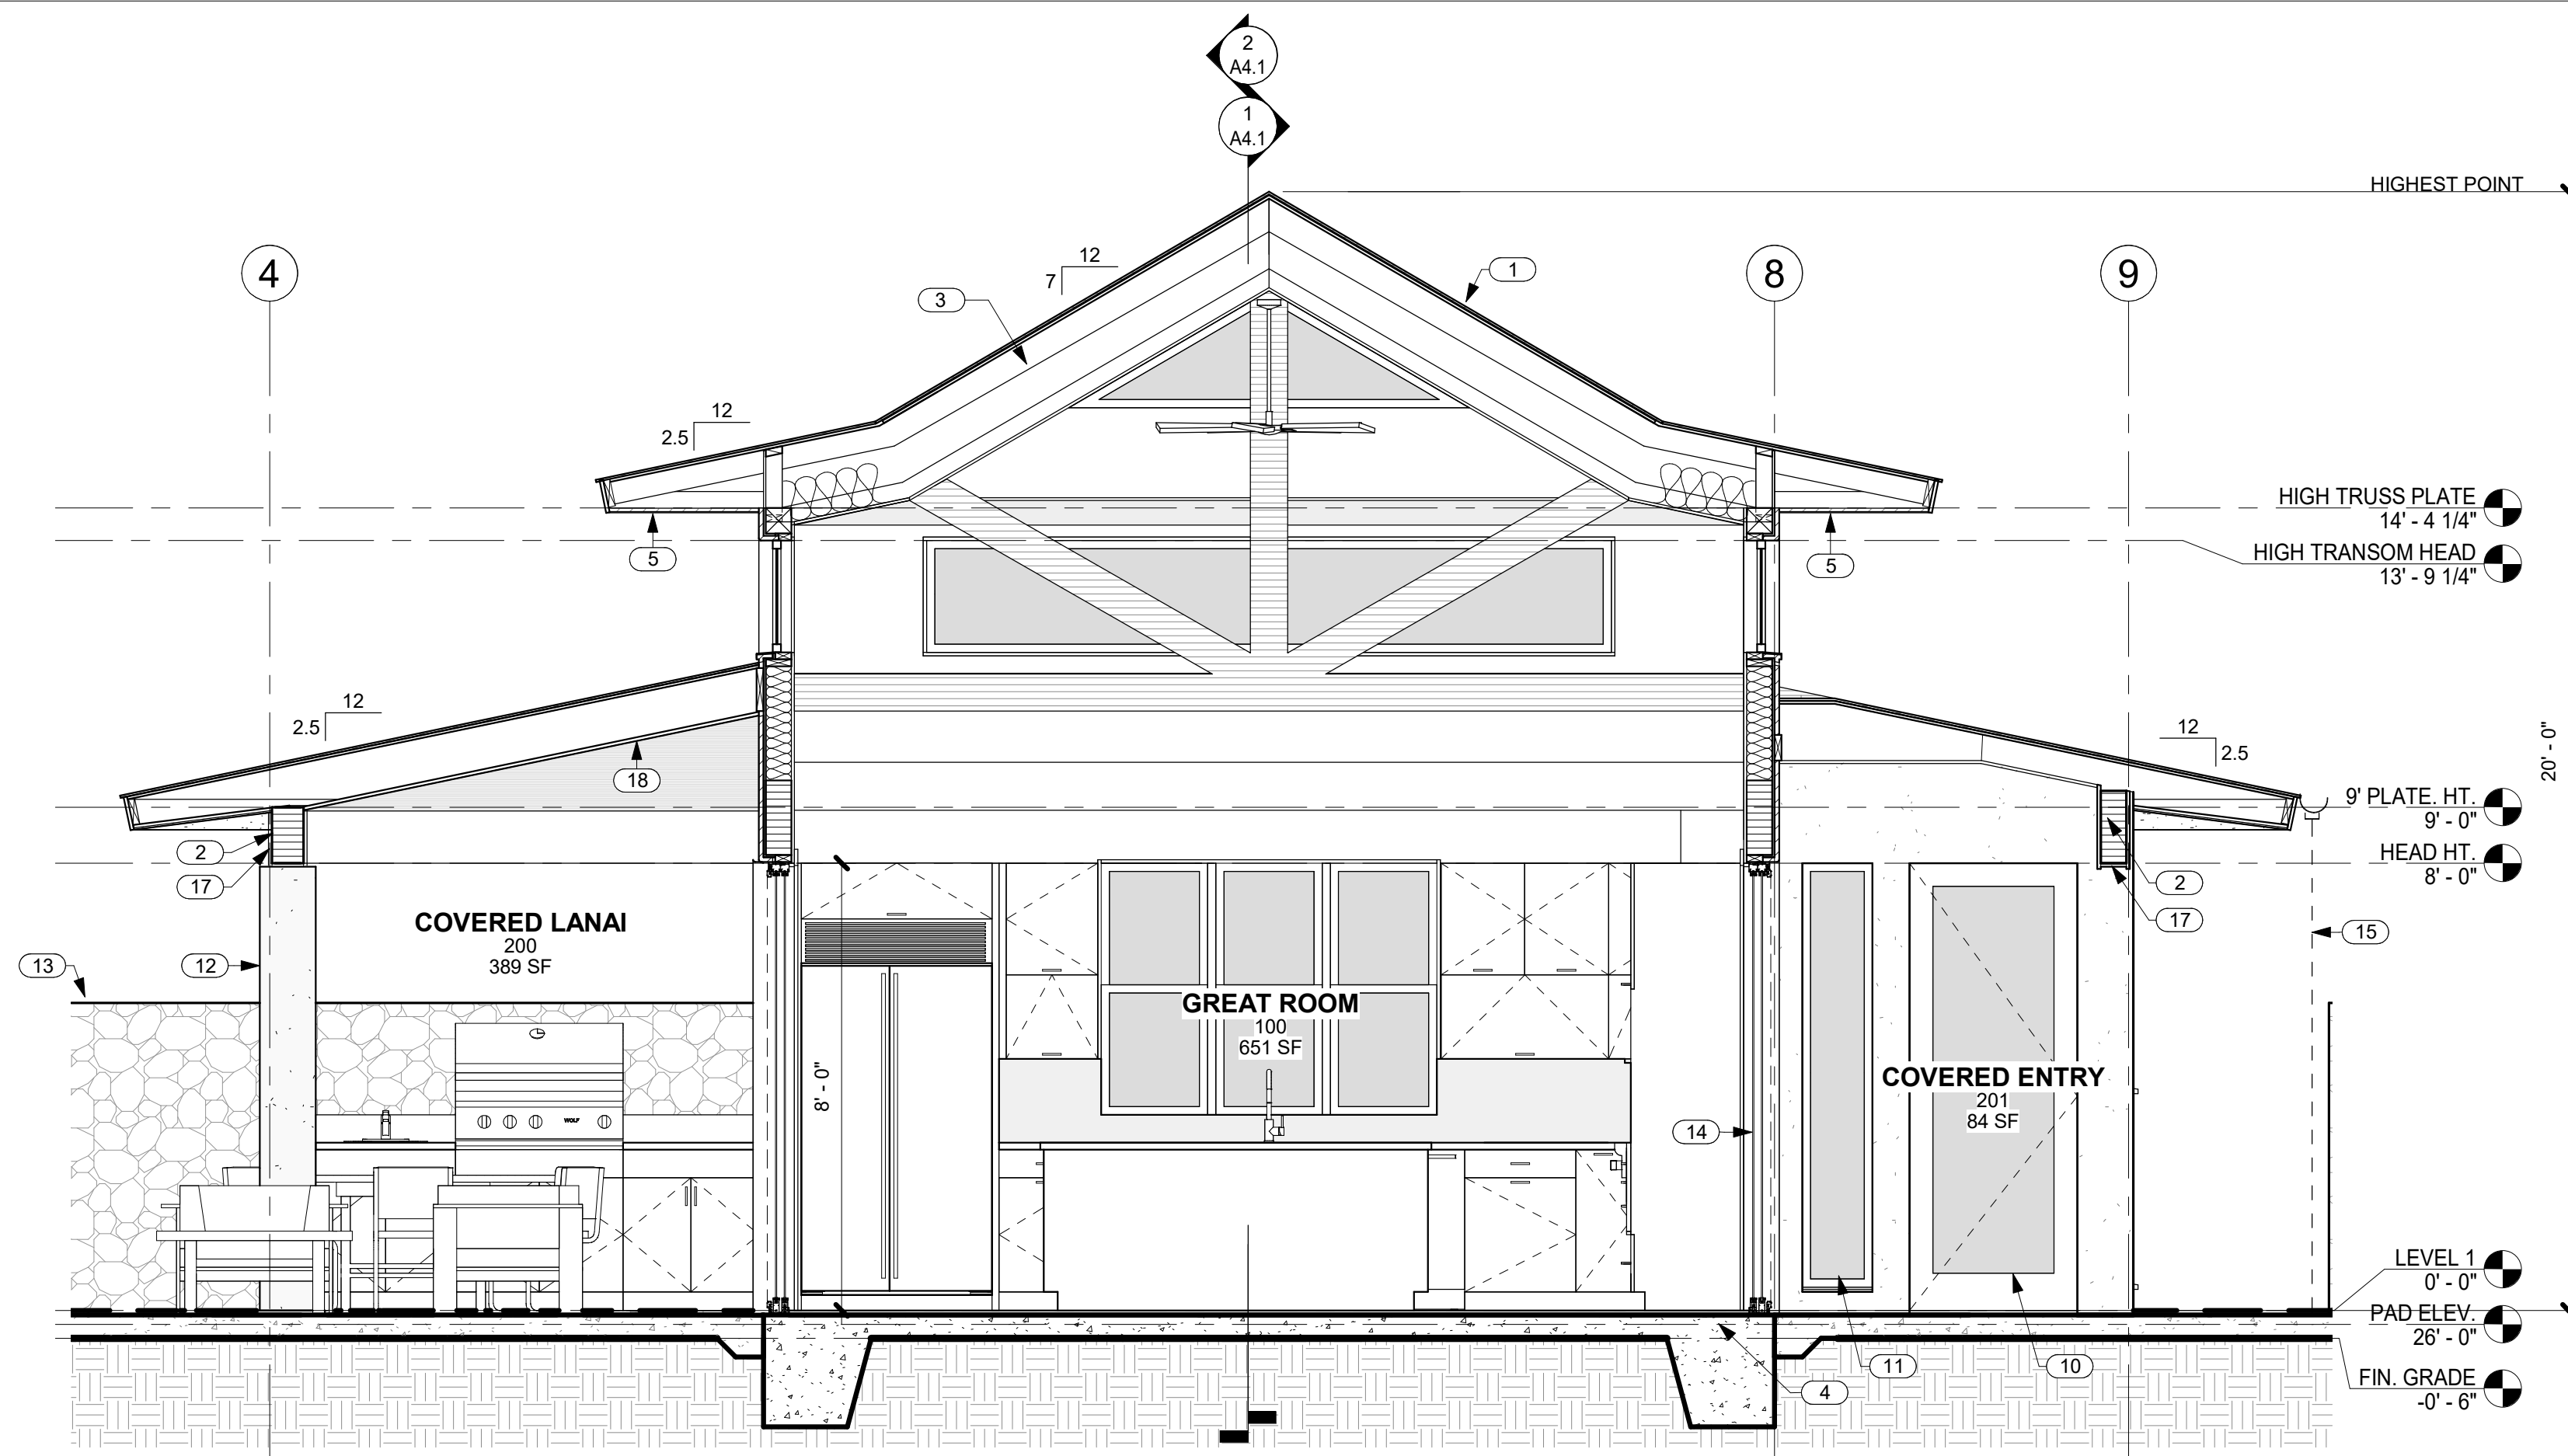 2
A4.1
1
A4.1
HIGHEST POINT
4
8
9
12
7
1
3
12
2.5
HIGH TRUSS PLATE
14' - 4 1/4"
5
5
HIGH TRANSOM HEAD
13' - 9 1/4"
12
2.5
12
2.5
20' - 0"
18
9' PLATE. HT.
9' - 0"
2
17
HEAD HT.
8' - 0"
2
17
COVERED LANAI
200
389 SF
15
13
12
GREAT ROOM
100
651 SF
8' - 0"
COVERED ENTRY
201
84 SF
WOLF
14
LEVEL 1
0' - 0"
PAD ELEV.
26' - 0"
11
10
4
FIN. GRADE
-0' - 6"